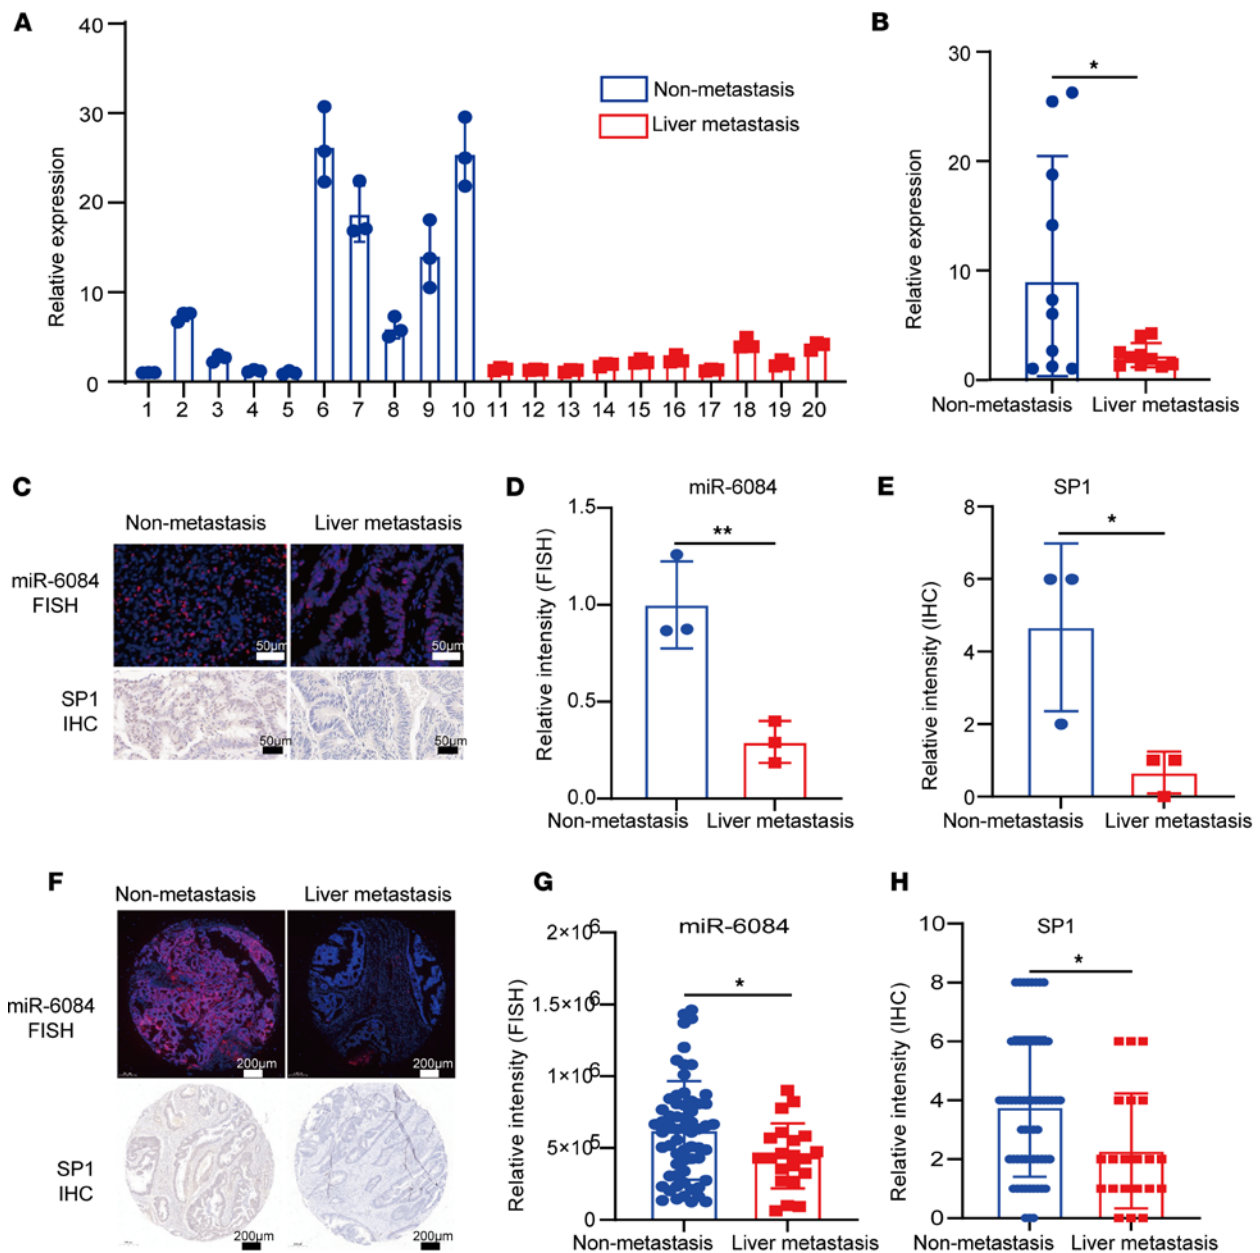 A
Relative expression
40
30
20
10
0
1 2 3 4 5 6 7 8 9 10 11 12 13 14 15 16 17 18 19 20
Non-metastasis
Liver metastasis
B
Relative expression
30
20
10
0
*
Non-metastasis Liver metastasis
C
Non-metastasis Liver metastasis
miR-6084
FISH
50μm 50μm
SP1
IHC
50μm 50μm
D
miR-6084
Relative intensity (FISH)
1.5
1.0
0.5
0.0
**
Non-metastasis Liver metastasis
E
SP1
Relative intensity (IHC)
8
6
4
2
0
*
Non-metastasis Liver metastasis
F
Non-metastasis Liver metastasis
miR-6084
FISH
200μm 200μm
SP1
IHC
200μm 200μm
G
miR-6084
Relative intensity (FISH)
2×10⁶
1.5×10⁶
1×10⁶
5×10⁵
0
*
Non-metastasis Liver metastasis
H
SP1
Relative intensity (IHC)
10
8
6
4
2
0
*
Non-metastasis Liver metastasis